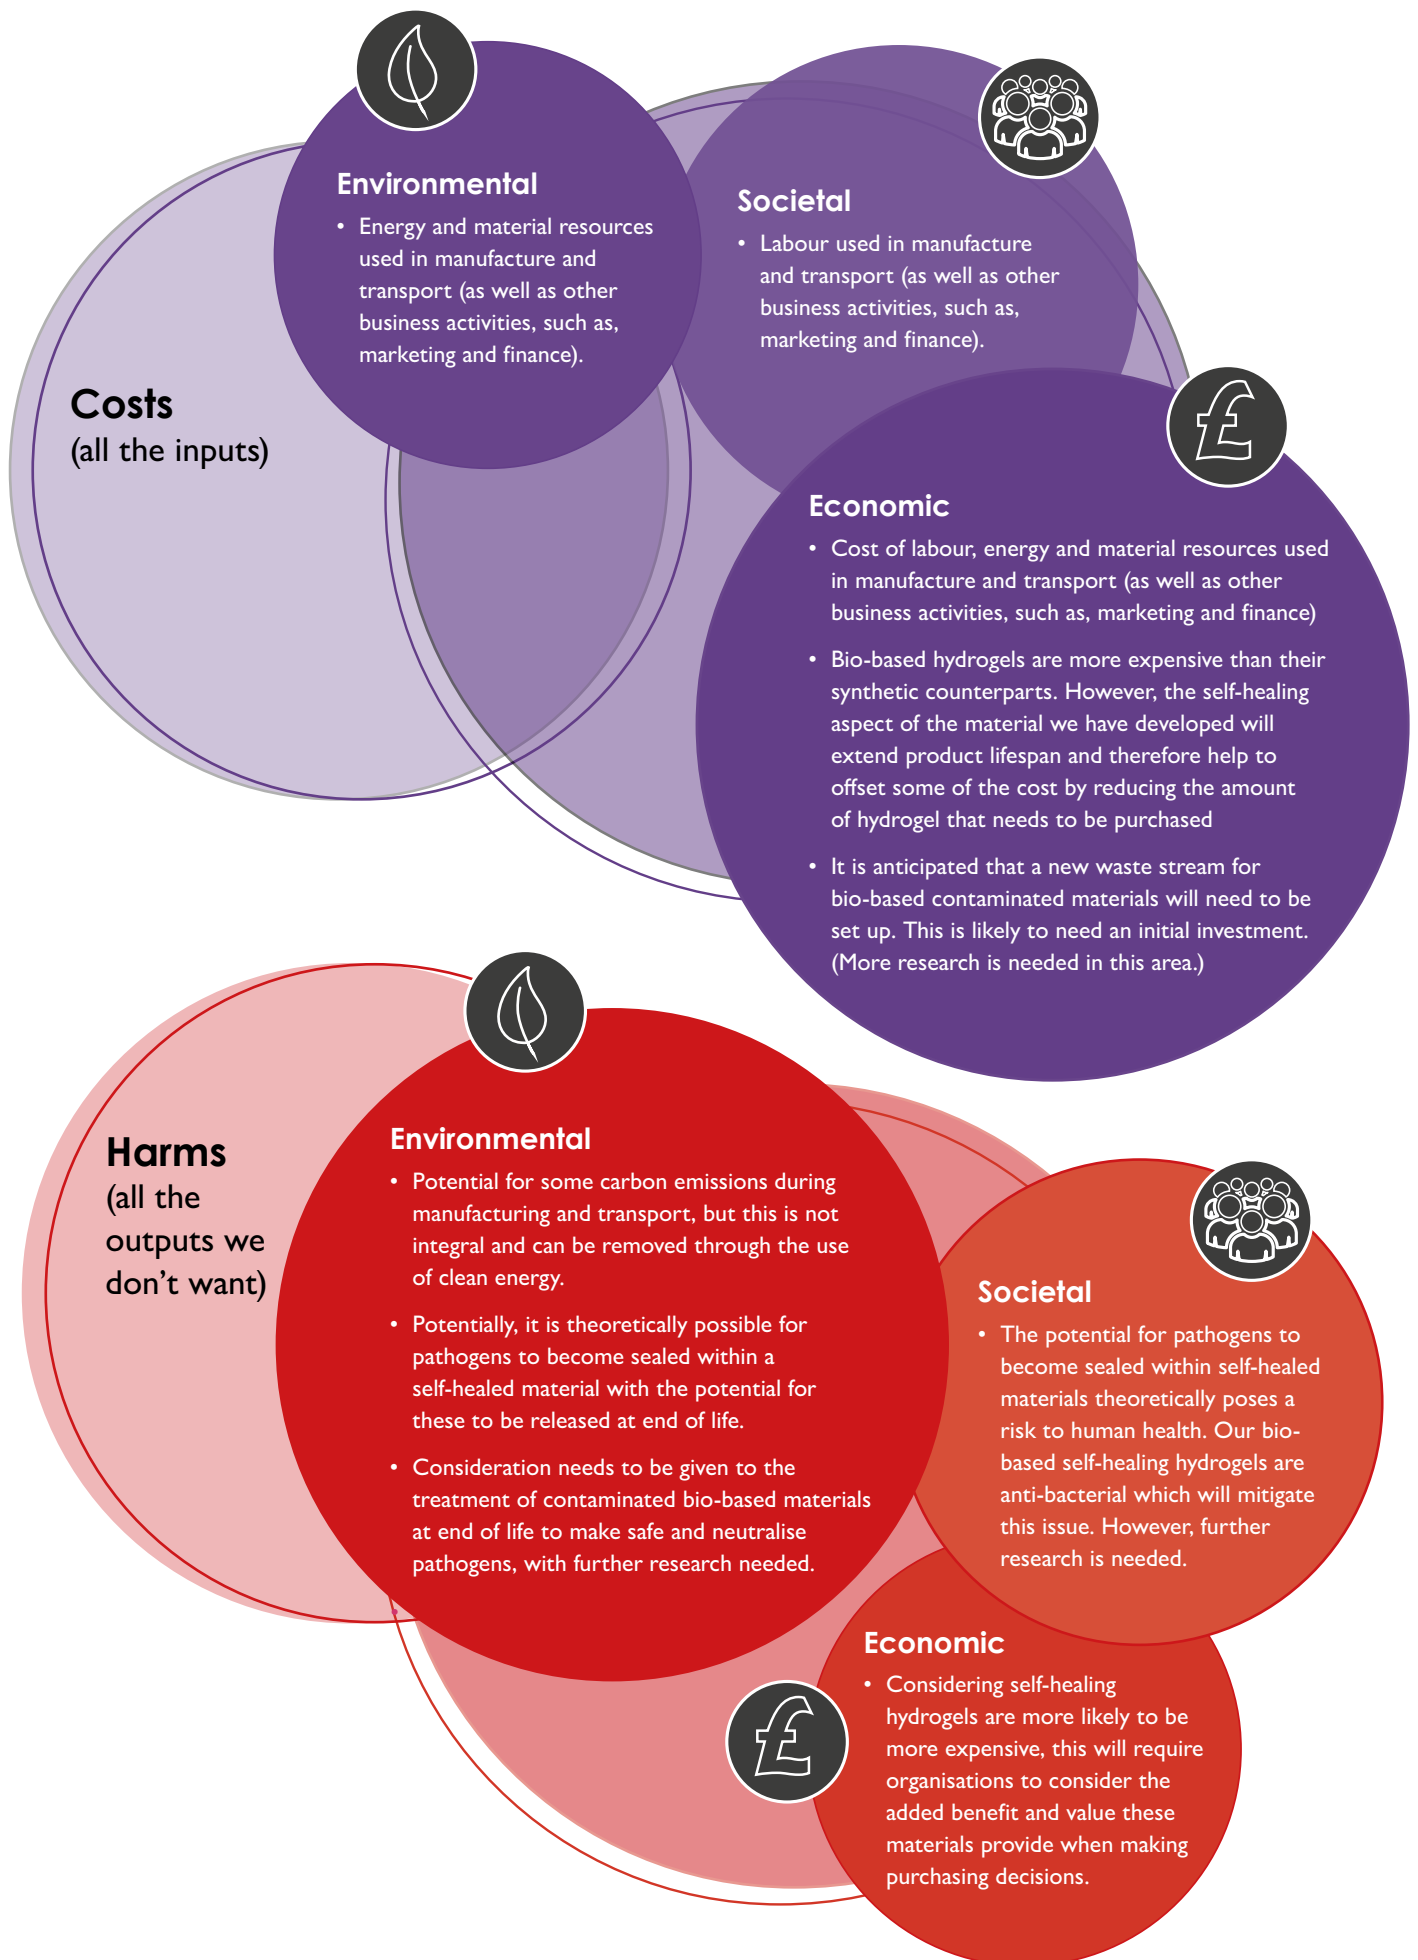 Environmental
• Energy and material resources
used in manufacture and
transport (as well as other
business activities, such as,
marketing and finance).
Societal
• Labour used in manufacture
and transport (as well as other
business activities, such as,
marketing and finance).
Costs
(all the inputs)
£
Economic
• Cost of labour, energy and material resources used
in manufacture and transport (as well as other
business activities, such as, marketing and finance)
• Bio-based hydrogels are more expensive than their
synthetic counterparts. However, the self-healing
aspect of the material we have developed will
extend product lifespan and therefore help to
offset some of the cost by reducing the amount
of hydrogel that needs to be purchased
• It is anticipated that a new waste stream for
bio-based contaminated materials will need to be
set up. This is likely to need an initial investment.
(More research is needed in this area.)
Harms
(all the
outputs we
don't want)
Environmental
• Potential for some carbon emissions during
manufacturing and transport, but this is not
integral and can be removed through the use
of clean energy.
• Potentially, it is theoretically possible for
pathogens to become sealed within a
self-healed material with the potential for
these to be released at end of life.
• Consideration needs to be given to the
treatment of contaminated bio-based materials
at end of life to make safe and neutralise
pathogens, with further research needed.
Societal
• The potential for pathogens to
become sealed within self-healed
materials theoretically poses a
risk to human health. Our bio-
based self-healing hydrogels are
anti-bacterial which will mitigate
this issue. However, further
research is needed.
Economic
£
• Considering self-healing
hydrogels are more likely to be
more expensive, this will require
organisations to consider the
added benefit and value these
materials provide when making
purchasing decisions.